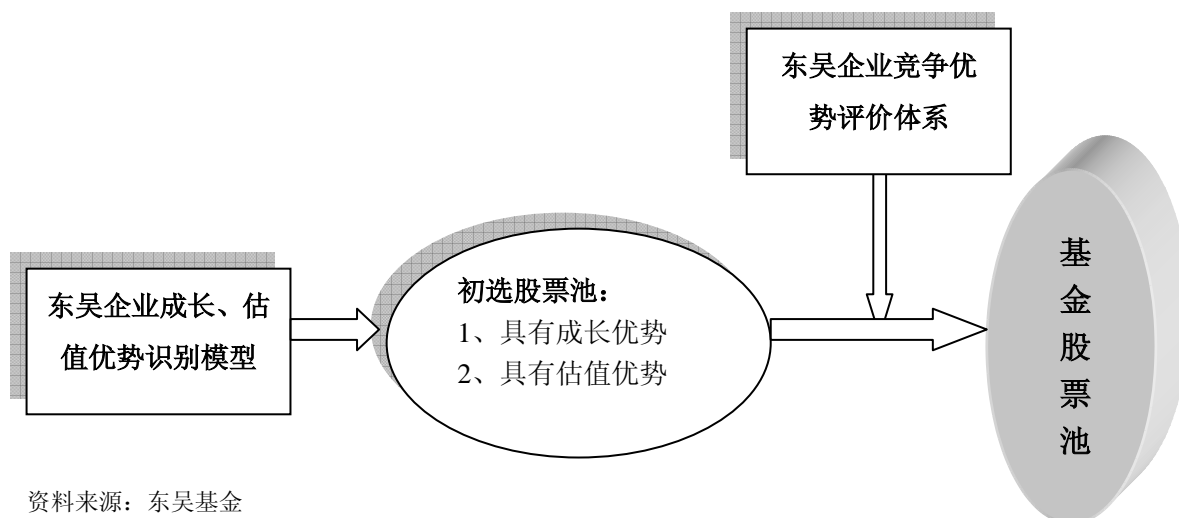 东吴企业竞争优
势评价体系
东吴企业成长、估
值优势识别模型
初选股票池：
1、具有成长优势
2、具有估值优势
基
金
股
票
池
资料来源：东吴基金